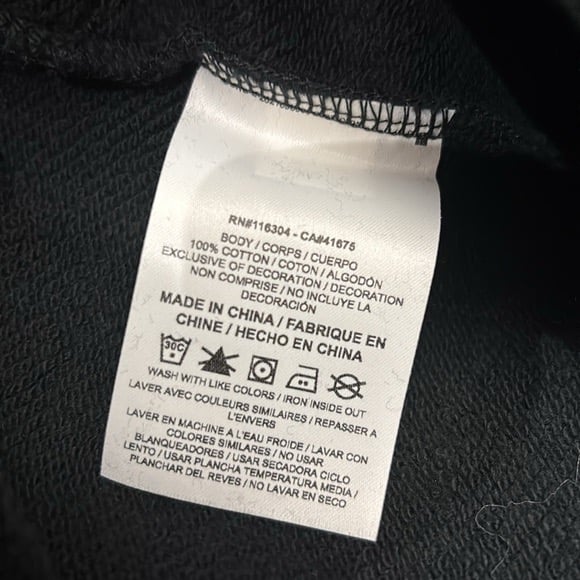 RN#116304 - CA#41675
BODY / CORPS / CUERPO
100% COTTON / COTON / ALGODÓN
EXCLUSIVE OF DECORATION / DECORATION
NON COMPRISE / NO INCLUYE LA
DECORACIÓN
MADE IN CHINA / FABRIQUE EN
CHINE / HECHO EN CHINA
30C
WASH WITH LIKE COLORS / IRON INSIDE OUT
LAVER AVEC COULEURS SIMILAIRES / REPASSER A
L'ENVERS
LAVER EN MACHINE A L'EAU FROIDE / LAVAR CON
COLORES SIMILARES / NO USAR
BLANQUEADORES / USAR SECADORA CICLO
LENTO / USAR PLANCHA TEMPERATURA MEDIA /
PLANCHAR DEL REVES / NO LAVAR EN SECO